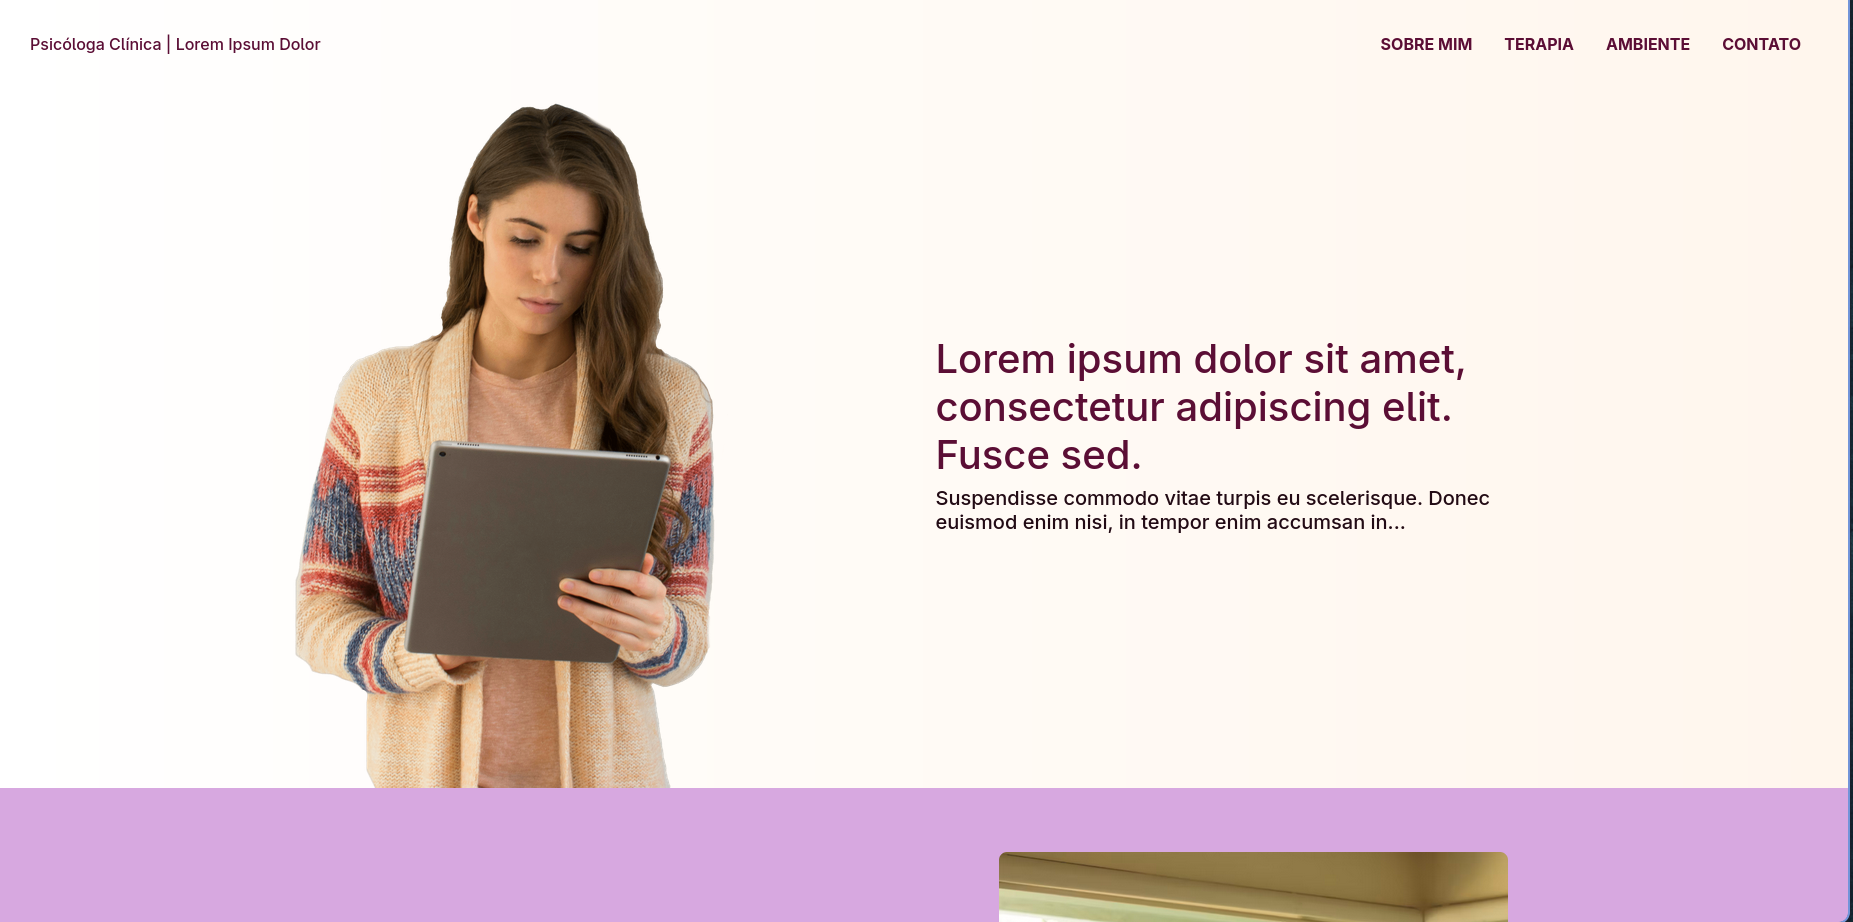 Psicóloga Clínica | Lorem Ipsum Dolor
SOBRE MIM TERAPIA AMBIENTE CONTATO
Lorem ipsum dolor sit amet,
consectetur adipiscing elit.
Fusce sed.
Suspendisse commodo vitae turpis eu scelerisque. Donec
euismod enim nisi, in tempor enim accumsan in...